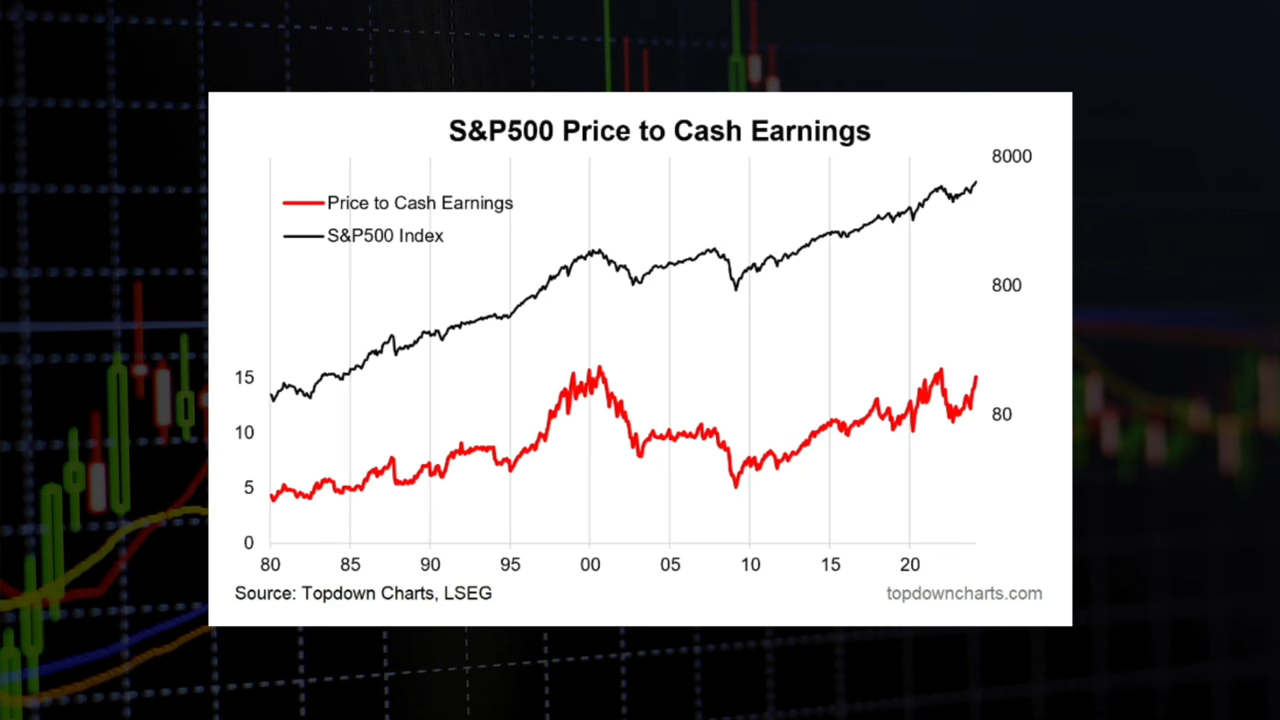 S&P500 Price to Cash Earnings
8000
Price to Cash Earnings
S&P500 Index
800
15
80
10
5
0
80 85 90 95 00 05 10 15 20
Source: Topdown Charts, LSEG
topdowncharts.com